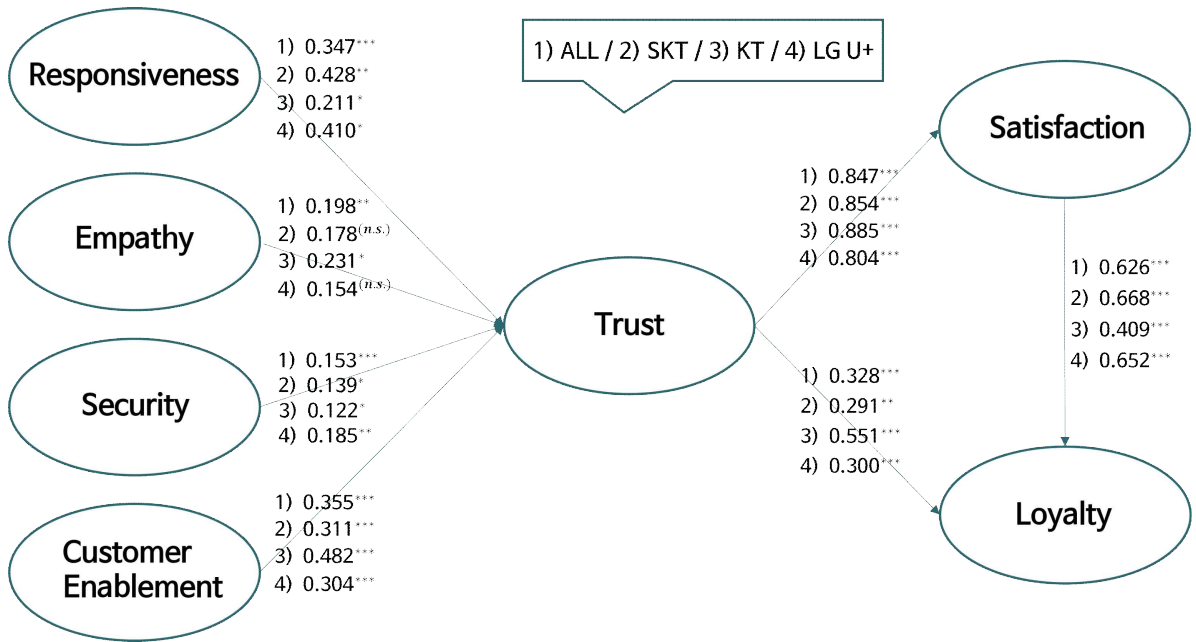 1) ALL / 2) SKT / 3) KT / 4) LG U+
Responsiveness
1) 0.347***
2) 0.428**
3) 0.211*
4) 0.410*
Empathy
1) 0.198**
2) 0.178(n.s.)
3) 0.231*
4) 0.154(n.s.)
Security
1) 0.153***
2) 0.139*
3) 0.122*
4) 0.185**
Customer
Enablement
1) 0.355***
2) 0.311***
3) 0.482***
4) 0.304***
Trust
1) 0.847***
2) 0.854***
3) 0.885***
4) 0.804***
1) 0.328***
2) 0.291**
3) 0.551***
4) 0.300***
Satisfaction
1) 0.626***
2) 0.668***
3) 0.409***
4) 0.652***
Loyalty